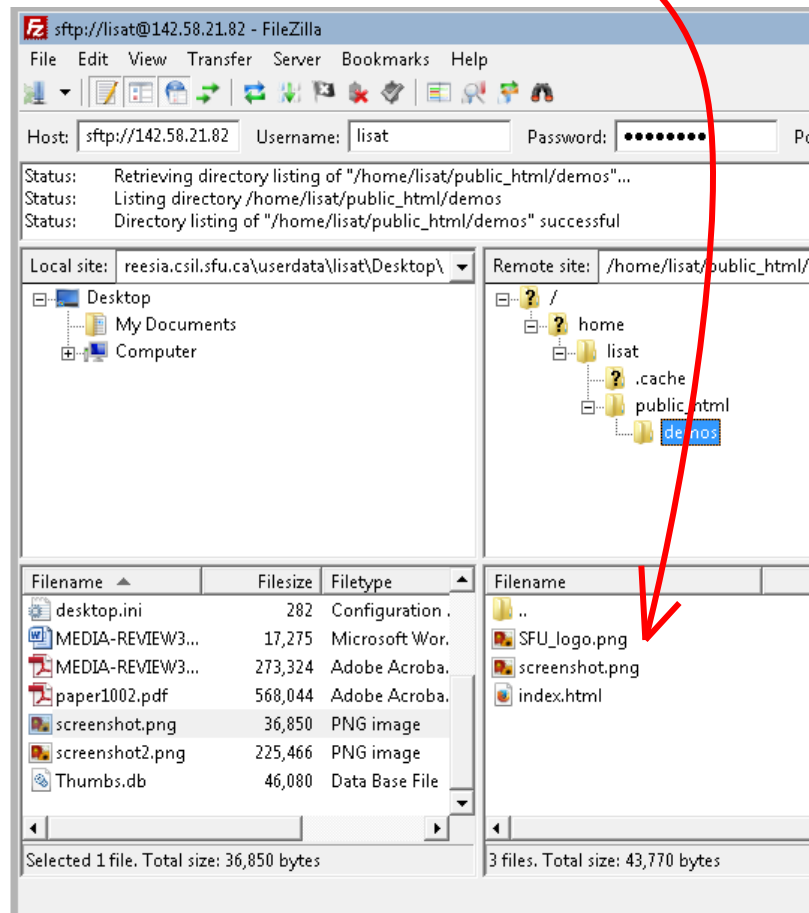 sftp://lisat@142.58.21.82 - FileZilla
File Edit View Transfer Server Bookmarks Help
Host: sftp://142.58.21.82 Username: lisat Password: ●●●●●●●● Po
Status: Retrieving directory listing of "/home/lisat/public_html/demos"...
Status: Listing directory /home/lisat/public_html/demos
Status: Directory listing of "/home/lisat/public_html/demos" successful
Local site: reesia.csil.sfu.ca\userdata\lisat\Desktop\
Desktop
My Documents
Computer
Remote site: /home/lisat/public_html/
/
home
lisat
.cache
public_html
demos
Filename Filesize Filetype
desktop.ini 282 Configuration .
MEDIA-REVIEW3... 17,275 Microsoft Wor.
MEDIA-REVIEW3... 273,324 Adobe Acroba.
paper1002.pdf 568,044 Adobe Acroba.
screenshot.png 36,850 PNG image
screenshot2.png 225,466 PNG image
Thumbs.db 46,080 Data Base File
Selected 1 file. Total size: 36,850 bytes
Filename
..
SFU_logo.png
screenshot.png
index.html
3 files. Total size: 43,770 bytes